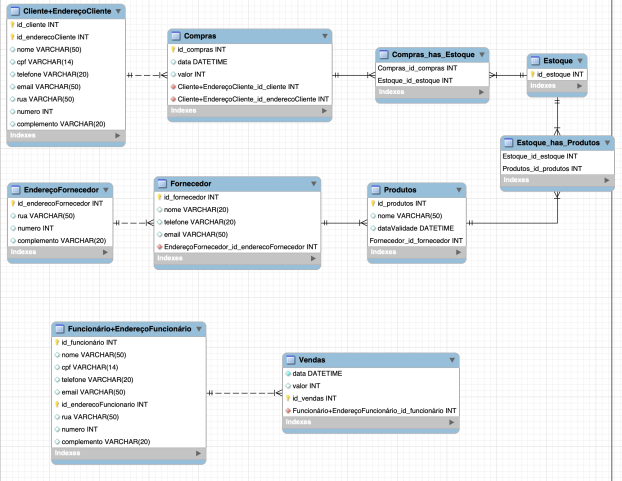 Cliente+EndereçoCliente
id_cliente INT
id_enderecoCliente INT
nome VARCHAR(50)
cpf VARCHAR(14)
telefone VARCHAR(20)
email VARCHAR(50)
rua VARCHAR(50)
numero INT
complemento VARCHAR(20)
Indexes
Compras
id_compras INT
data DATETIME
valor INT
Cliente+EndereçoCliente_id_cliente INT
Cliente+EndereçoCliente_id_enderecoCliente INT
Indexes
Compras_has_Estoque
Compras_id_compras INT
Estoque_id_estoque INT
Indexes
Estoque
id_estoque INT
Indexes
Estoque_has_Produtos
Estoque_id_estoque INT
Produtos_id_produtos INT
Indexes
EndereçoFornecedor
id_enderecoFornecedor INT
rua VARCHAR(50)
numero INT
complemento VARCHAR(20)
Indexes
Fornecedor
id_fornecedor INT
nome VARCHAR(20)
telefone VARCHAR(20)
email VARCHAR(50)
EndereçoFornecedor_id_enderecoFornecedor INT
Indexes
Produtos
id_produtos INT
nome VARCHAR(50)
dataValidade DATETIME
Fornecedor_id_fornecedor INT
Indexes
Funcionário+EndereçoFuncionário
id_funcionário INT
nome VARCHAR(50)
cpf VARCHAR(14)
telefone VARCHAR(20)
email VARCHAR(50)
id_enderecoFuncionario INT
rua VARCHAR(50)
numero INT
complemento VARCHAR(20)
Indexes
Vendas
data DATETIME
valor INT
id_vendas INT
Funcionário+EndereçoFuncionário_id_funcionário INT
Indexes